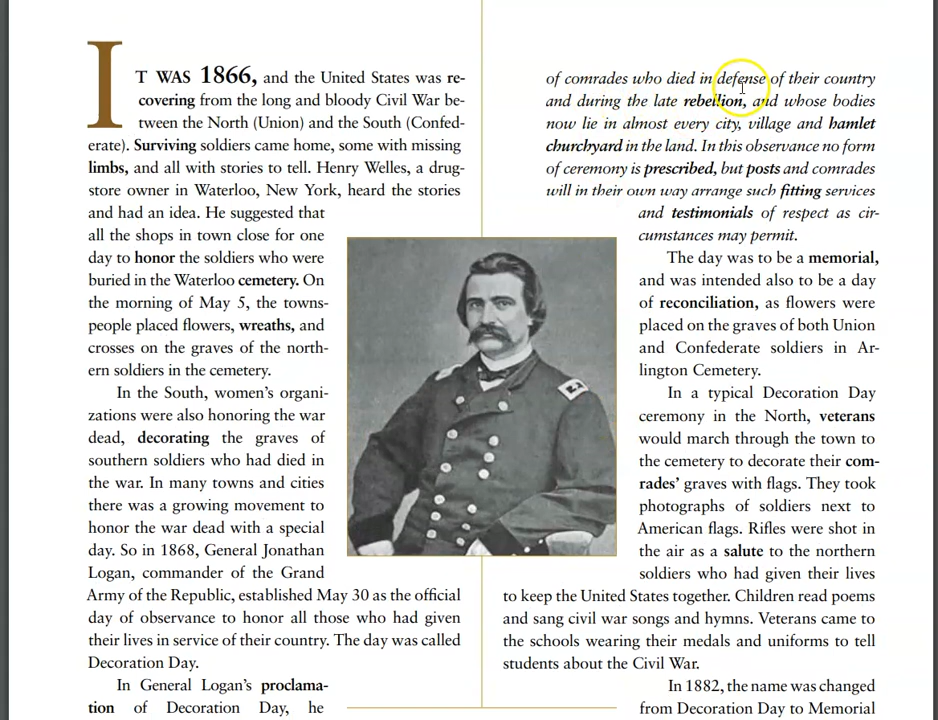 IT WAS 1866, and the United States was re-
covering from the long and bloody Civil War be-
tween the North (Union) and the South (Confed-
erate). Surviving soldiers came home, some with missing
limbs, and all with stories to tell. Henry Welles, a drug-
store owner in Waterloo, New York, heard the stories
and had an idea. He suggested that
all the shops in town close for one
day to honor the soldiers who were
buried in the Waterloo cemetery. On
the morning of May 5, the towns-
people placed flowers, wreaths, and
crosses on the graves of the north-
ern soldiers in the cemetery.
In the South, women's organi-
zations were also honoring the war
dead, decorating the graves of
southern soldiers who had died in
the war. In many towns and cities
there was a growing movement to
honor the war dead with a special
day. So in 1868, General Jonathan
Logan, commander of the Grand
Army of the Republic, established May 30 as the official
day of observance to honor all those who had given
their lives in service of their country. The day was called
Decoration Day.
In General Logan's proclama-
tion of Decoration Day, he
of comrades who died in defense of their country
and during the late rebellion, and whose bodies
now lie in almost every city, village and hamlet
churchyard in the land. In this observance no form
of ceremony is prescribed, but posts and comrades
will in their own way arrange such fitting services
and testimonials of respect as cir-
cumstances may permit.
The day was to be a memorial,
and was intended also to be a day
of reconciliation, as flowers were
placed on the graves of both Union
and Confederate soldiers in Ar-
lington Cemetery.
In a typical Decoration Day
ceremony in the North, veterans
would march through the town to
the cemetery to decorate their com-
rades' graves with flags. They took
photographs of soldiers next to
American flags. Rifles were shot in
the air as a salute to the northern
soldiers who had given their lives
to keep the United States together. Children read poems
and sang civil war songs and hymns. Veterans came to
the schools wearing their medals and uniforms to tell
students about the Civil War.
In 1882, the name was changed
from Decoration Day to Memorial